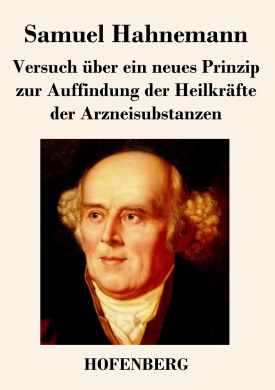 Samuel Hahnemann
Versuch über ein neues Prinzip
zur Auffindung der Heilkräfte
der Arzneisubstanzen
HOFENBERG